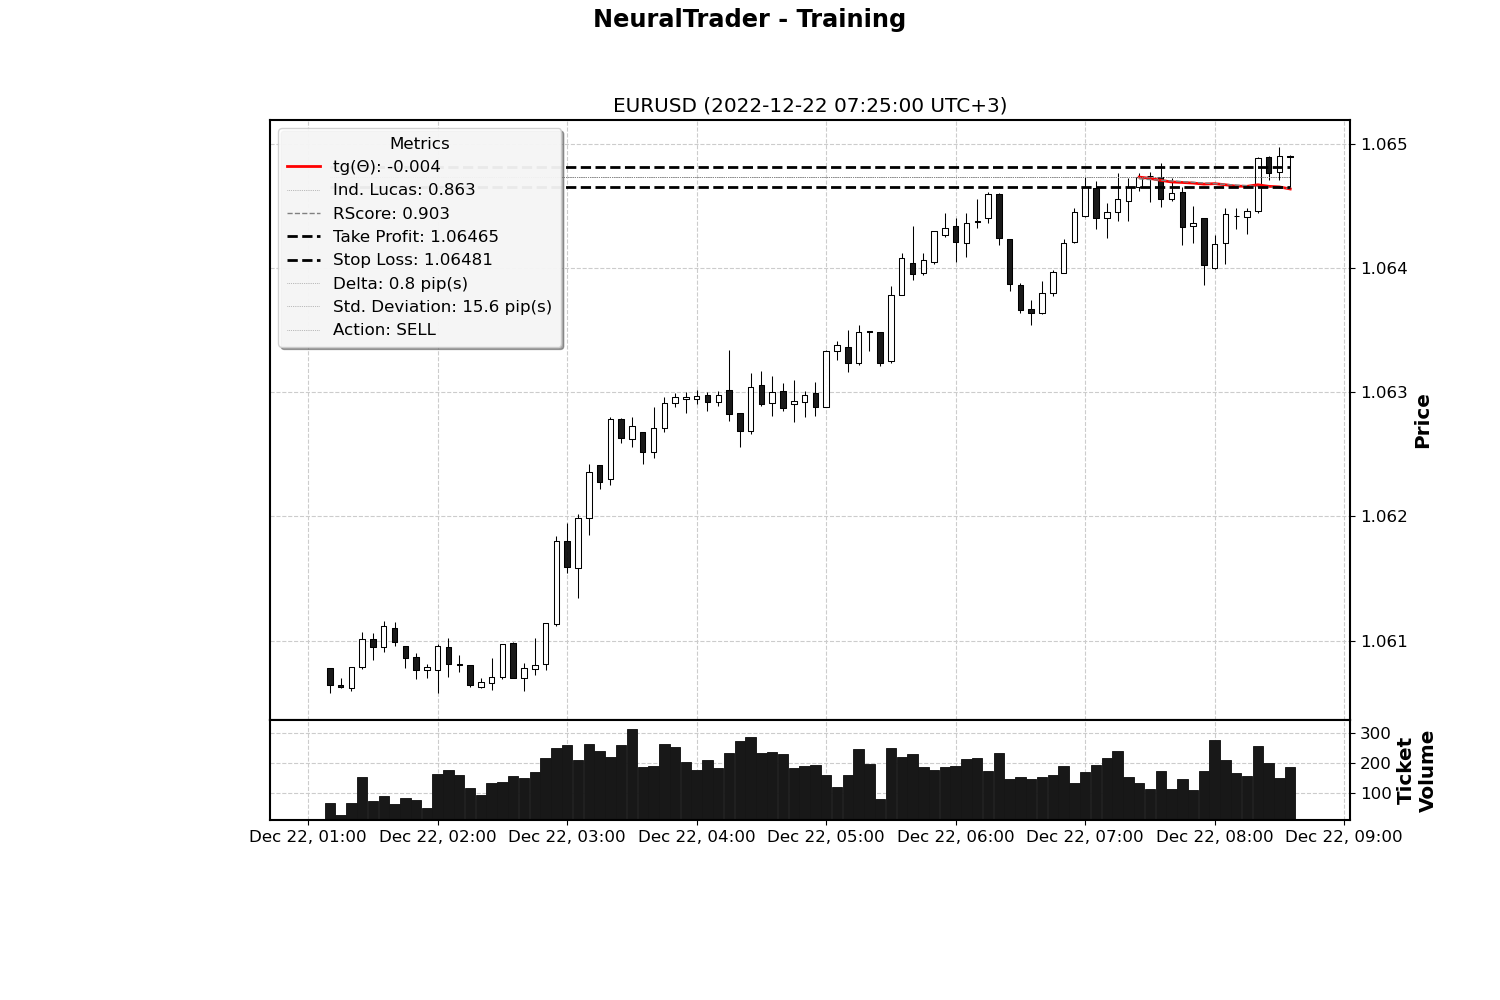 NeuralTrader - Training
EURUSD (2022-12-22 07:25:00 UTC+3)
Metrics
tg(Θ): -0.004
Ind. Lucas: 0.863
RScore: 0.903
Take Profit: 1.06465
Stop Loss: 1.06481
Delta: 0.8 pip(s)
Std. Deviation: 15.6 pip(s)
Action: SELL
1.065
1.064
1.063
1.062
1.061
Price
300
200
100
Ticket
Volume
Dec 22, 01:00
Dec 22, 02:00
Dec 22, 03:00
Dec 22, 04:00
Dec 22, 05:00
Dec 22, 06:00
Dec 22, 07:00
Dec 22, 08:00
Dec 22, 09:00